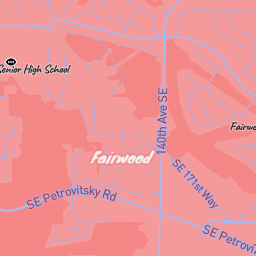 Senior High School
140th Ave SE
Fairwo
Fairwood
SE 171st Way
SE Petrovitsky Rd
SE Petrovi